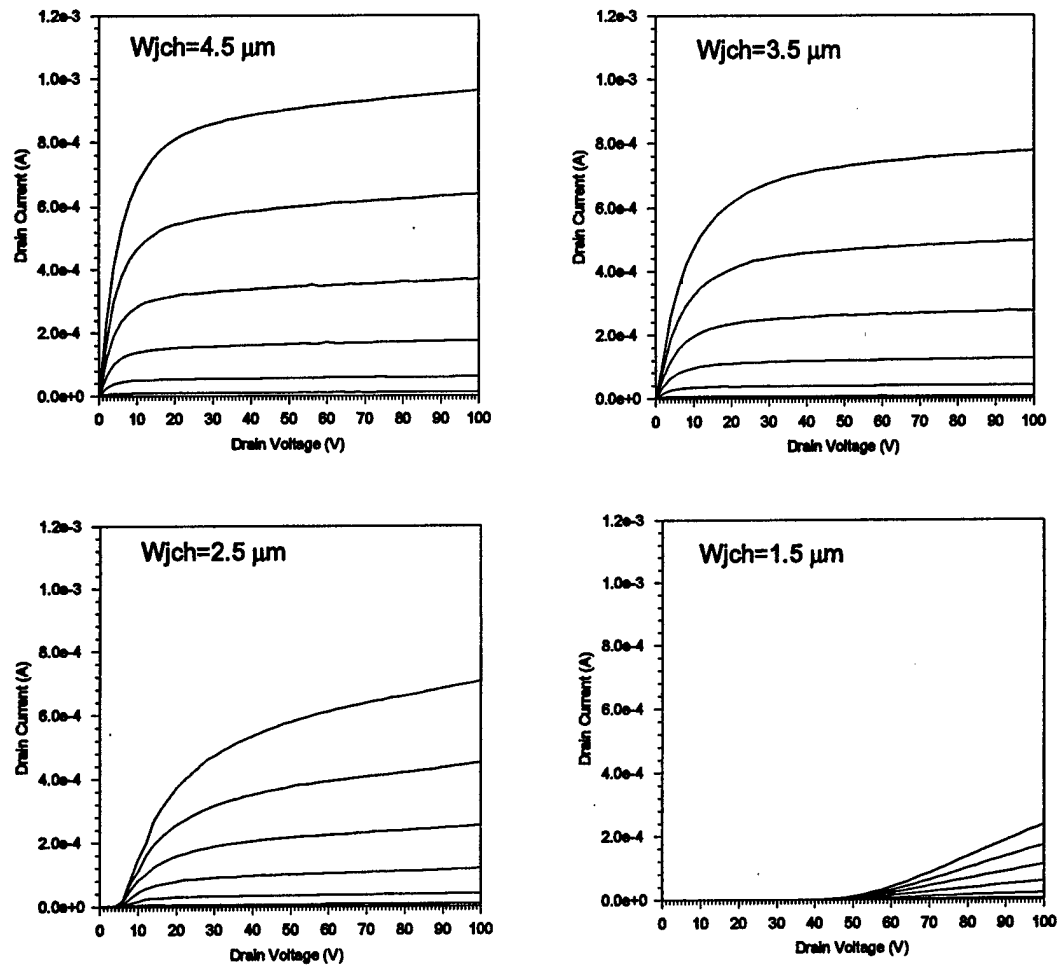 Wjch=4.5 µm
1.2e-3
1.0e-3
8.0e-4
6.0e-4
4.0e-4
2.0e-4
0.0e+0
Drain Current (A)
0 10 20 30 40 50 60 70 80 90 100
Drain Voltage (V)
Wjch=3.5 µm
1.2e-3
1.0e-3
8.0e-4
6.0e-4
4.0e-4
2.0e-4
0.0e+0
Drain Current (A)
0 10 20 30 40 50 60 70 80 90 100
Drain Voltage (V)
Wjch=2.5 µm
1.2e-3
1.0e-3
8.0e-4
6.0e-4
4.0e-4
2.0e-4
0.0e+0
Drain Current (A)
0 10 20 30 40 50 60 70 80 90 100
Drain Voltage (V)
Wjch=1.5 µm
1.2e-3
1.0e-3
8.0e-4
6.0e-4
4.0e-4
2.0e-4
0.0e+0
Drain Current (A)
0 10 20 30 40 50 60 70 80 90 100
Drain Voltage (V)